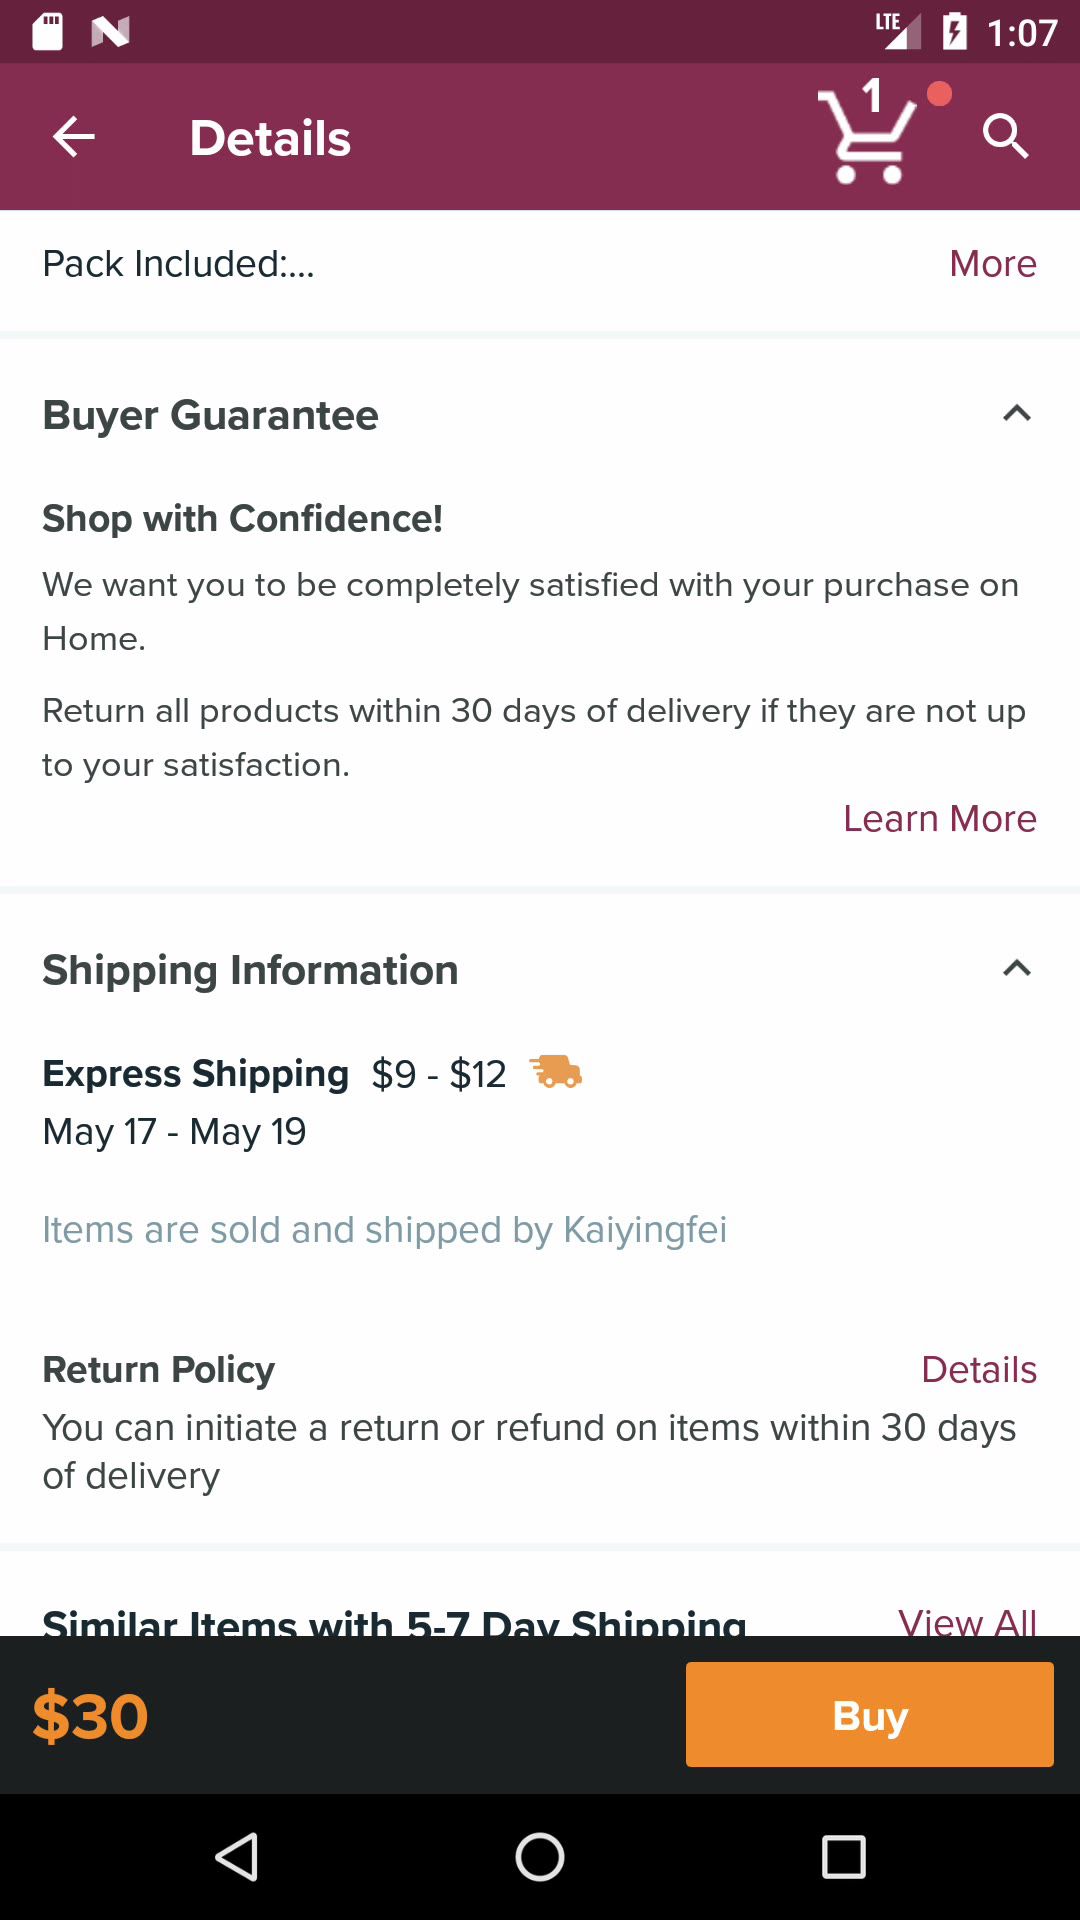 LTE 1:07
Details 1
Pack Included:... More
Buyer Guarantee
Shop with Confidence!
We want you to be completely satisfied with your purchase on
Home.
Return all products within 30 days of delivery if they are not up
to your satisfaction.
Learn More
Shipping Information
Express Shipping $9 - $12
May 17 - May 19
Items are sold and shipped by Kaiyingfei
Return Policy Details
You can initiate a return or refund on items within 30 days
of delivery
Similar Items with 5-7 Day Shipping View All
$30 Buy